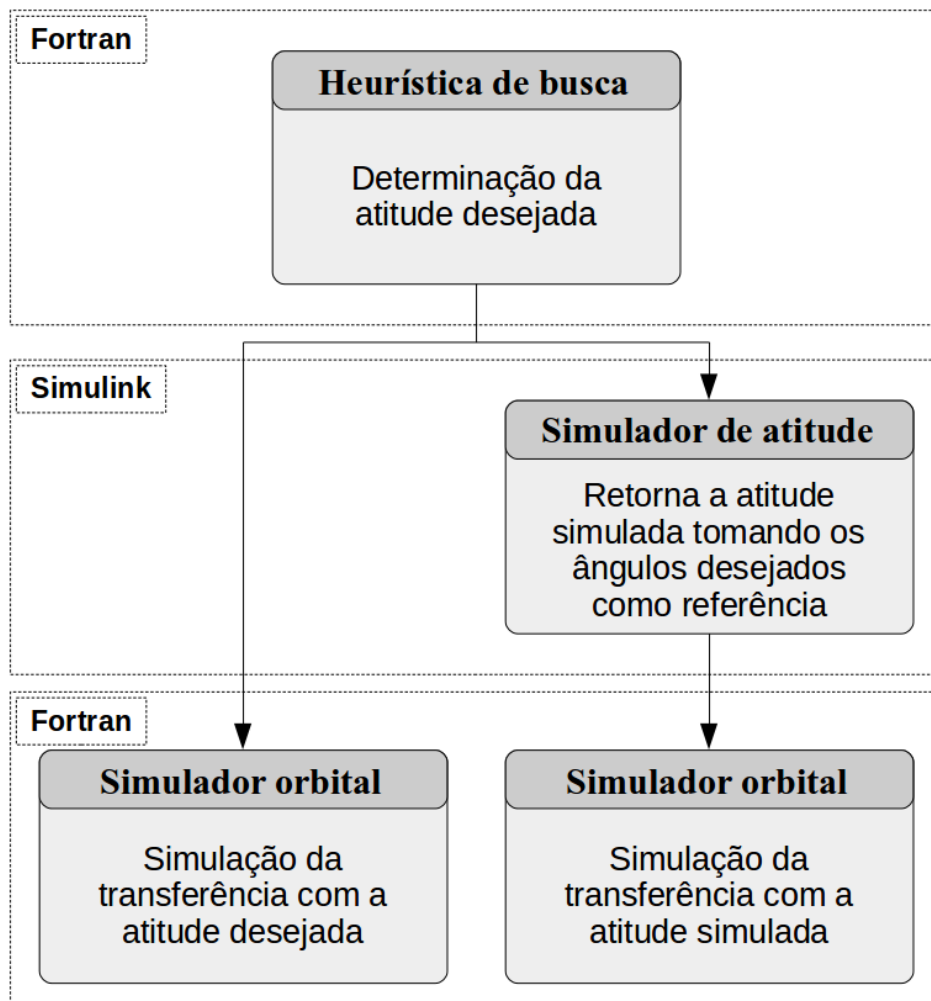 Fortran
Heurística de busca
Determinação da
atitude desejada
Simulink
Simulador de atitude
Retorna a atitude
simulada tomando os
ângulos desejados
como referência
Fortran
Simulador orbital
Simulação da
transferência com a
atitude desejada
Simulador orbital
Simulação da
transferência com a
atitude simulada